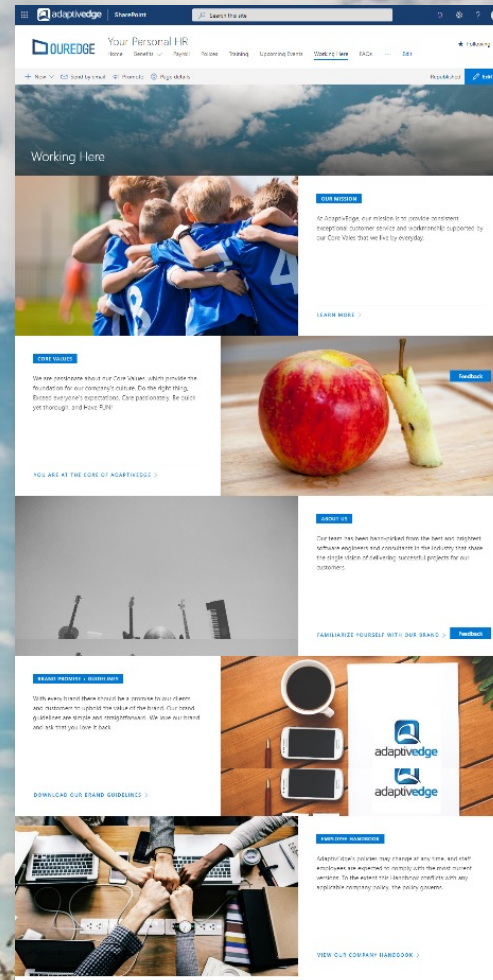 adaptivedge SharePoint Search this site
OUREDGE Your Personal HR Following
Home Benefits Payroll Policies Training Upcoming Events Working Here FAQs ... Edit
+ New Send by email Promote Page details Republished Edit
Working Here
OUR MISSION
At AdaptivEdge, our mission is to provide consistent
exceptional customer service and workmanship supported by
our Core Vales that we live by everyday.
LEARN MORE >
CORE VALUES
We are passionate about our Core Values, which provide the
foundation for our company's culture. Do the right thing,
Exceed everyone's expectations, Care passionately, Be quick
yet thorough, and Have FUN!
YOU ARE AT THE CORE OF ADAPTIVEDGE >
Feedback
4
ABOUT US
Our team has been hand-picked from the best and brightest
software engineers and consultants in the industry that share
the single vision of delivering successful projects for our
customers.
FAMILIARIZE YOURSELF WITH OUR BRAND >
Feedback
BRAND PROMISE + GUIDELINES
With every brand there should be a promise to our clients
and customers to uphold the value of the brand. Our brand
guidelines are simple and straightforward. We love our brand
and ask that you love it back.
DOWNLOAD OUR BRAND GUIDELINES >
adaptivedge
adaptivedge
EMPLOYEE HANDBOOK
AdaptivEdge's policies may change at any time, and staff
employees are expected to comply with the most current
versions. To the extent this Handbook conflicts with any
applicable company policy, the policy governs.
VIEW OUR COMPANY HANDBOOK >